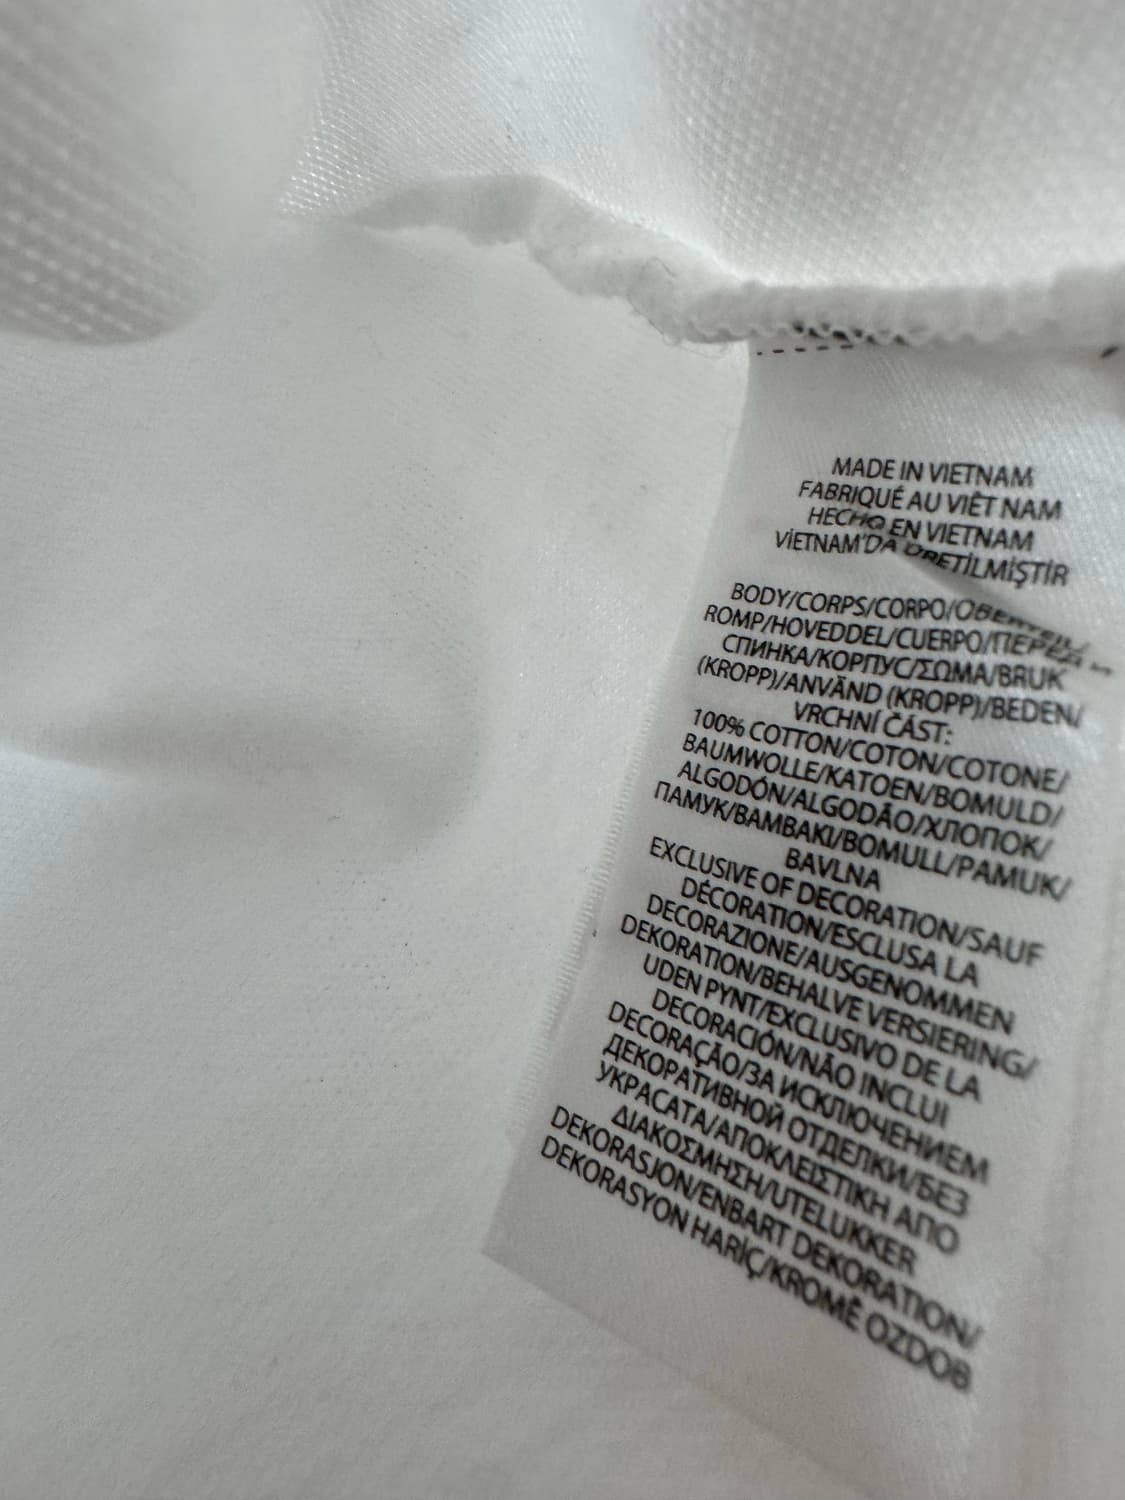 MADE IN VIETNAM
FABRIQUÉ AU VIÊT NAM
HECHO EN VIETNAM
VİETNAM'DA ÜRETİLMİŞTİR
BODY/CORPS/CORPO/OBERTEIL/
ROMP/HOVEDDEL/CUERPO/ПЕРЕД И
СПИНКА/КОРПУС/ΣΩΜΑ/BRUK
(KROPP)/ANVÄND (KROPP)/BEDEN/
VRCHNÍ ČÁST:
100% COTTON/COTON/COTONE/
BAUMWOLLE/KATOEN/BOMULD/
ALGODÓN/ALGODÃO/ХЛОПОК/
ПАМУК/ΒΑΜΒΑΚΙ/BOMULL/PAMUK/
BAVLNA
EXCLUSIVE OF DECORATION/SAUF
DÉCORATION/ESCLUSA LA
DECORAZIONE/AUSGENOMMEN
DEKORATION/BEHALVE VERSIERING/
UDEN PYNT/EXCLUSIVO DE LA
DECORACIÓN/NÃO INCLUI
DECORAÇÃO/ЗА ИСКЛЮЧЕНИЕМ
ДЕКОРАТИВНОЙ ОТДЕЛКИ/БЕЗ
УКРАСАТА/ΑΠΟΚΛΕΙΣΤΙΚΗ ΑΠΟ
ΔΙΑΚΟΣΜΗΣΗ/UTELUKKER
DEKORASJON/ENBART DEKORATION/
DEKORASYON HARİÇ/KROMĚ OZDOB